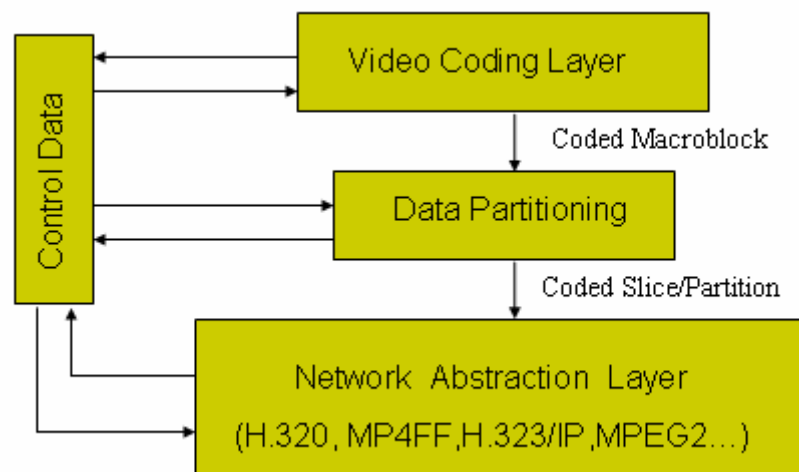 Video Coding Layer
Control Data
Coded Macroblock
Data Partitioning
Coded Slice/Partition
Network Abstraction Layer
(H.320, MP4FF,H.323/IP,MPEG2...)